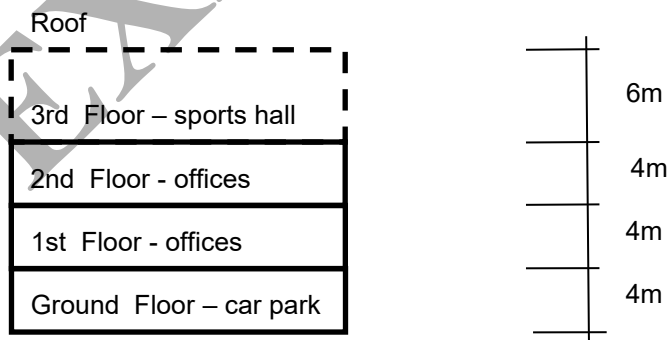 Roof
3rd Floor – sports hall
2nd Floor - offices
1st Floor - offices
Ground Floor – car park
6m
4m
4m
4m